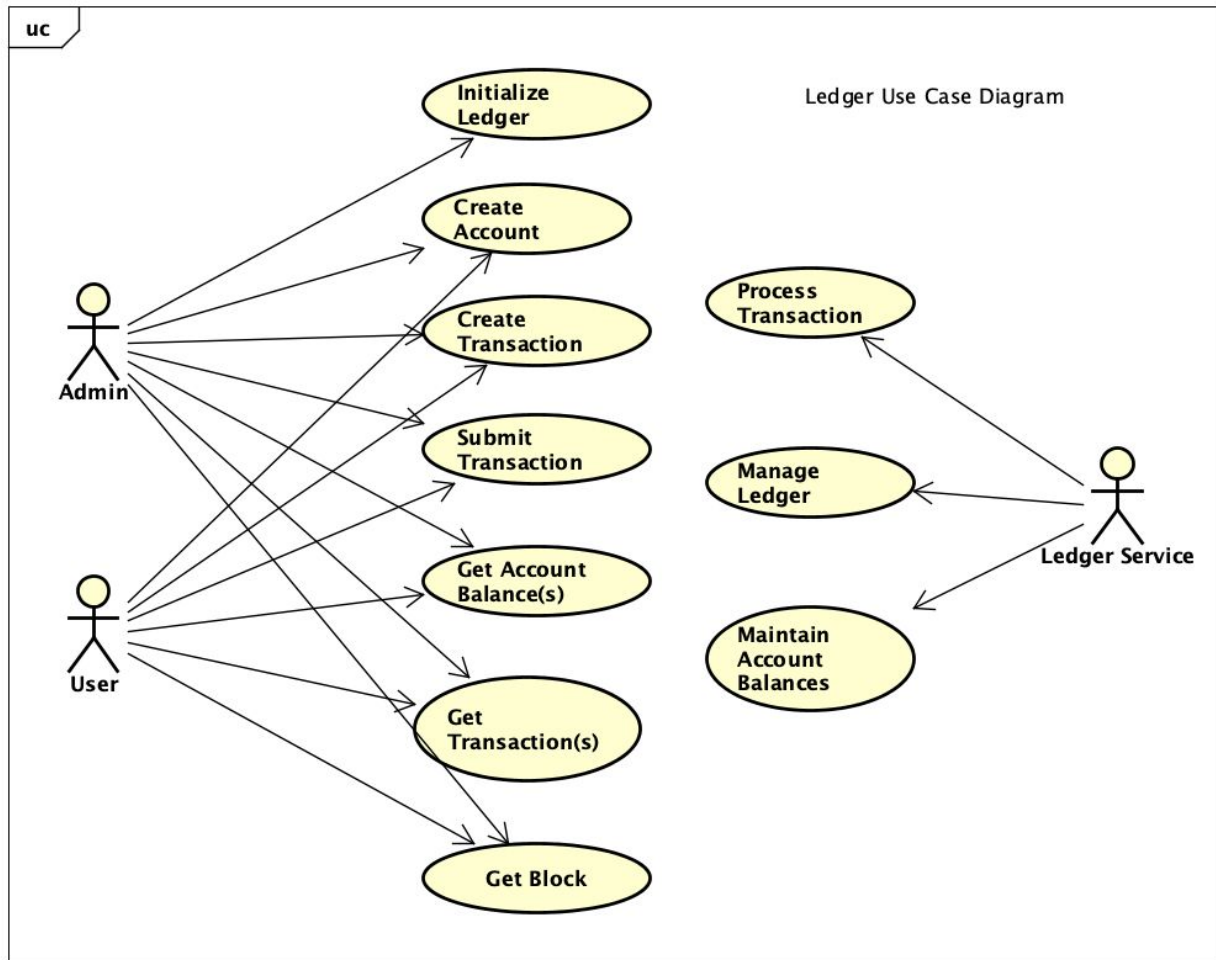 uc
Ledger Use Case Diagram
Initialize
Ledger
Create
Account
Create
Transaction
Submit
Transaction
Get Account
Balance(s)
Get
Transaction(s)
Get Block
Admin
User
Process
Transaction
Manage
Ledger
Maintain
Account
Balances
Ledger Service